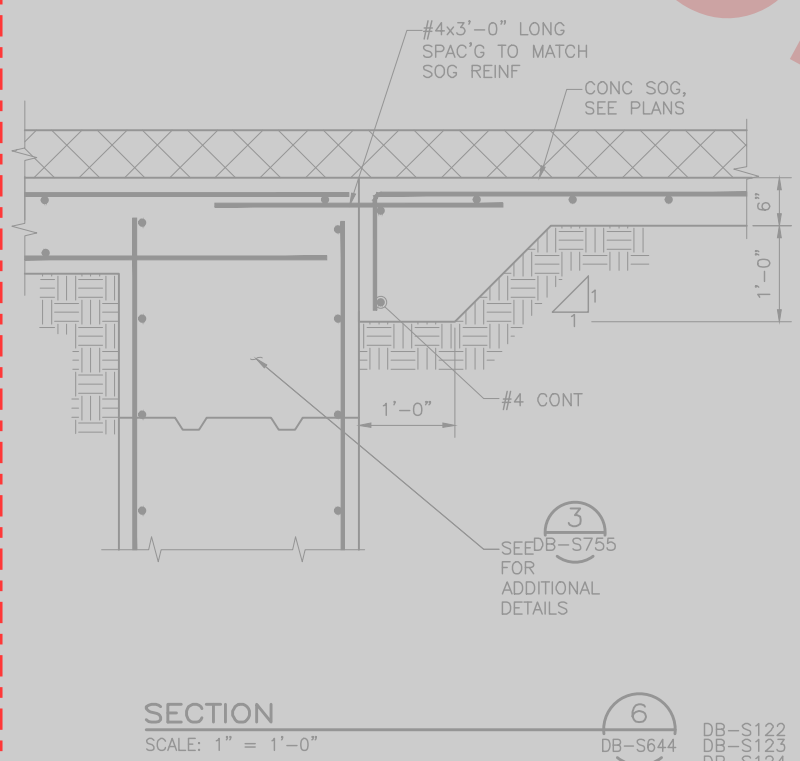 #4x3'-0" LONG
SPAC'G TO MATCH
SOG REINF
CONC SOG,
SEE PLANS
6"
1'-0"
1
1
#4 CONT
1'-0"
3
SEE DB-S755
FOR
ADDITIONAL
DETAILS
SECTION
SCALE: 1" = 1'-0"
6
DB-S644
DB-S122
DB-S123
DB-S124